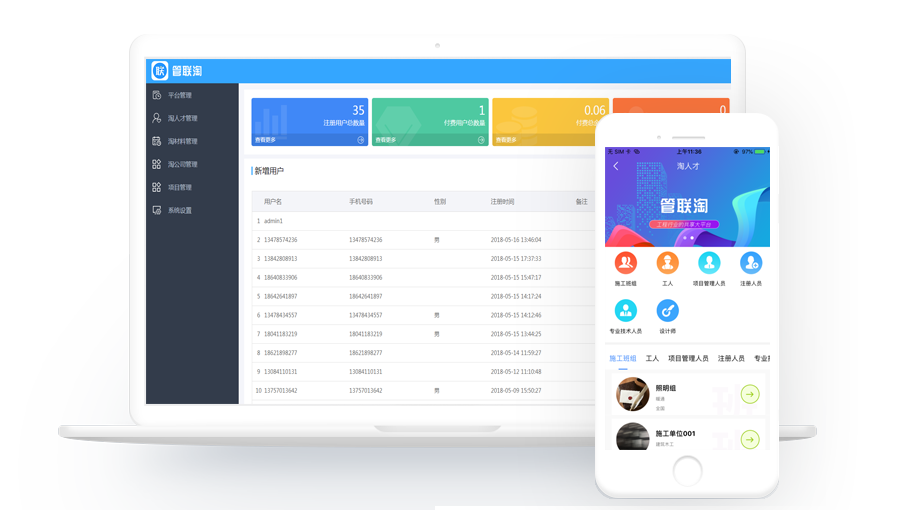 联 管联淘
平台管理
淘人才管理
淘材料管理
淘公司管理
项目管理
系统设置
35
注册用户总数量
查看更多
1
付费用户总数量
查看更多
0.06
查看更多
0
新增用户
用户名 手机号码 性别 注册时间 备注
1 admin1
2 13478574236 13478574236 男 2018-05-16 13:46:04
3 13842808913 13842808913 2018-05-15 17:37:33
4 18640833906 18640833906 2018-05-15 15:47:17
5 18642641897 18642641897 2018-05-15 14:17:24
6 13478434557 13478434557 男 2018-05-15 14:12:46
7 18041183219 18041183219 男 2018-05-15 13:44:25
8 18621898277 18621898277 2018-05-14 11:59:27
9 13084110131 13084110131 2018-05-12 11:10:48
10 13757013642 13757013642 男 2018-05-09 15:50:27
无 SIM 卡 上午11:36 97%
淘人才
管联淘
工程行业的共赢大平台
施工班组 工人 项目管理人员 注册人员
专业技术人员 设计师
施工班组 工人 项目管理人员 注册人员 专业
照明组
暖通
全国
施工单位001
建筑木工